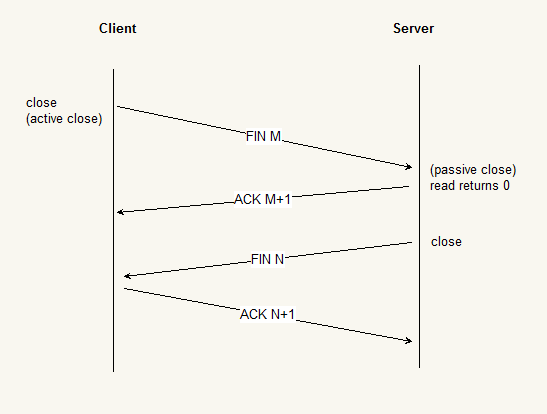 Client
Server
close
(active close)
FIN M
(passive close)
read returns 0
ACK M+1
close
FIN N
ACK N+1